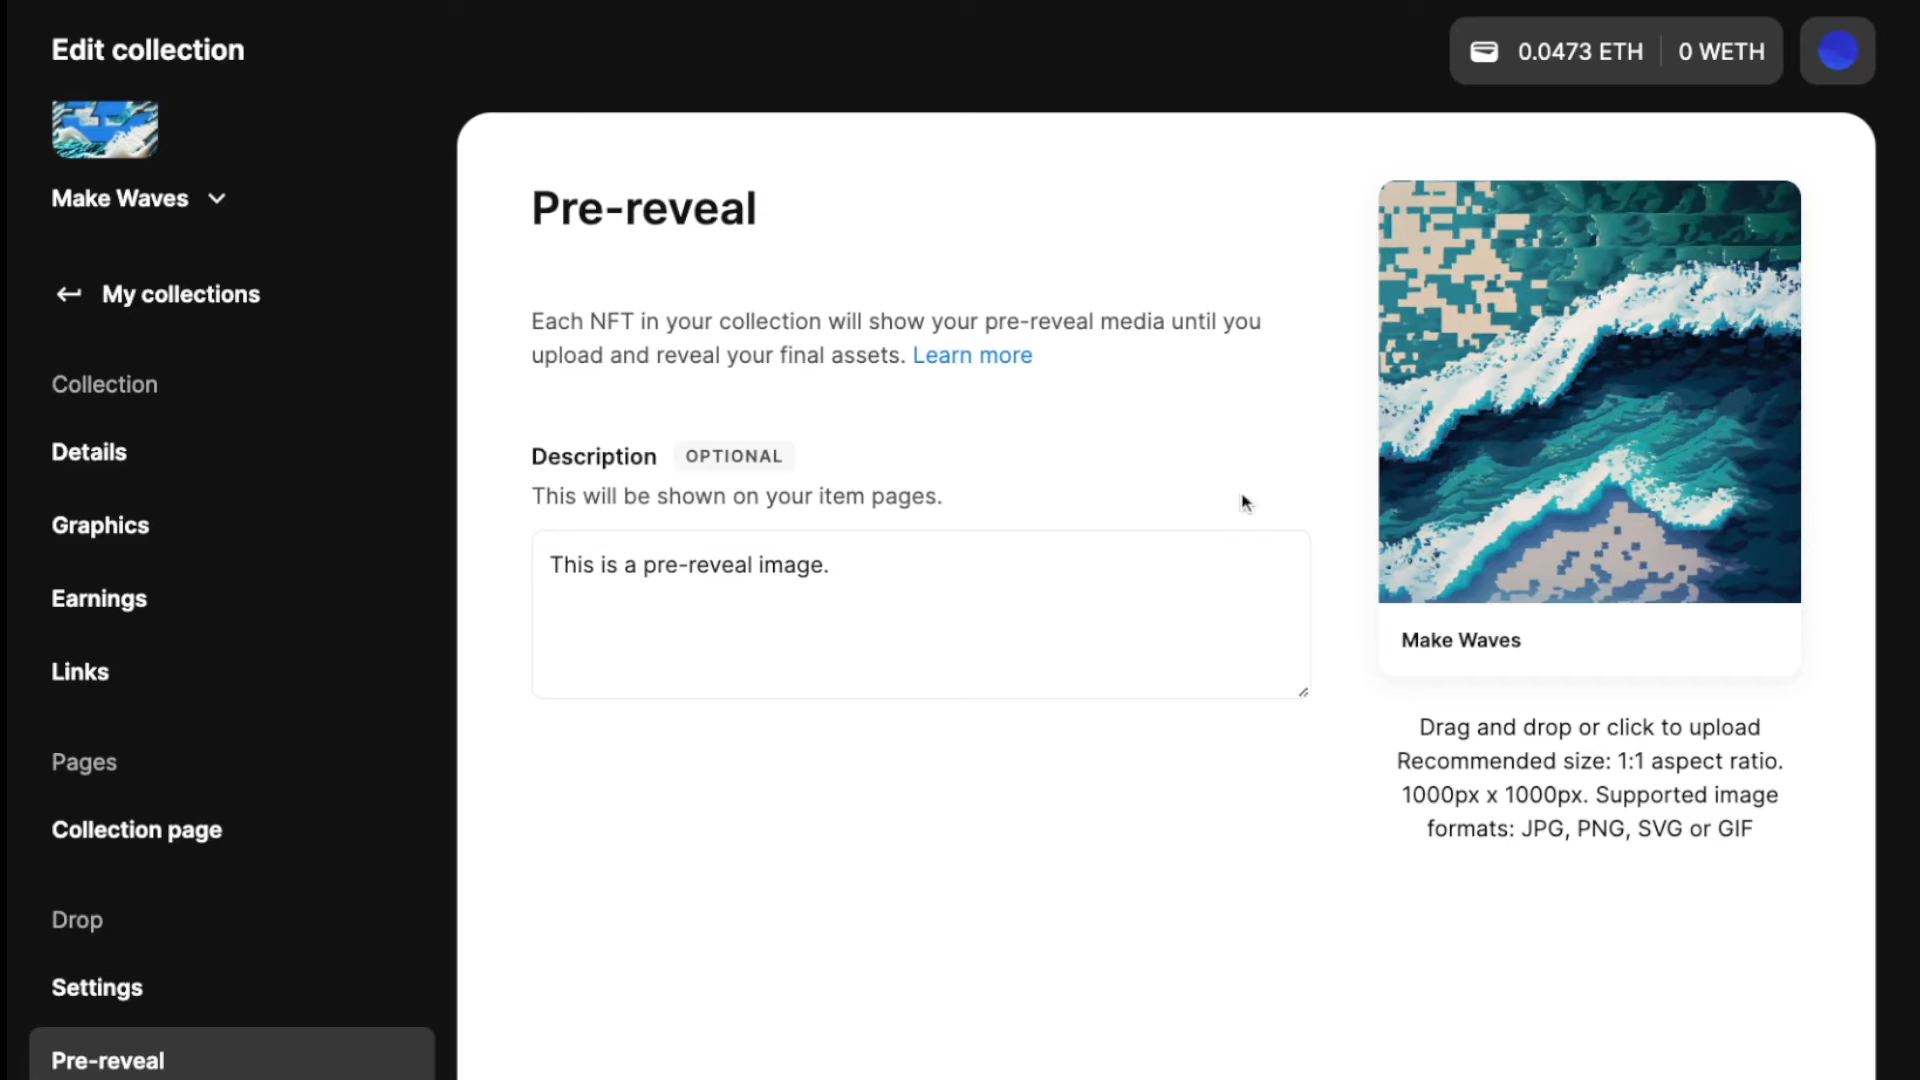 Edit collection
0.0473 ETH
0 WETH
Make Waves
My collections
Collection
Details
Graphics
Earnings
Links
Pages
Collection page
Drop
Settings
Pre-reveal
Pre-reveal
Each NFT in your collection will show your pre-reveal media until you
upload and reveal your final assets. Learn more
Description OPTIONAL
This will be shown on your item pages.
This is a pre-reveal image.
Make Waves
Drag and drop or click to upload
Recommended size: 1:1 aspect ratio.
1000px x 1000px. Supported image
formats: JPG, PNG, SVG or GIF